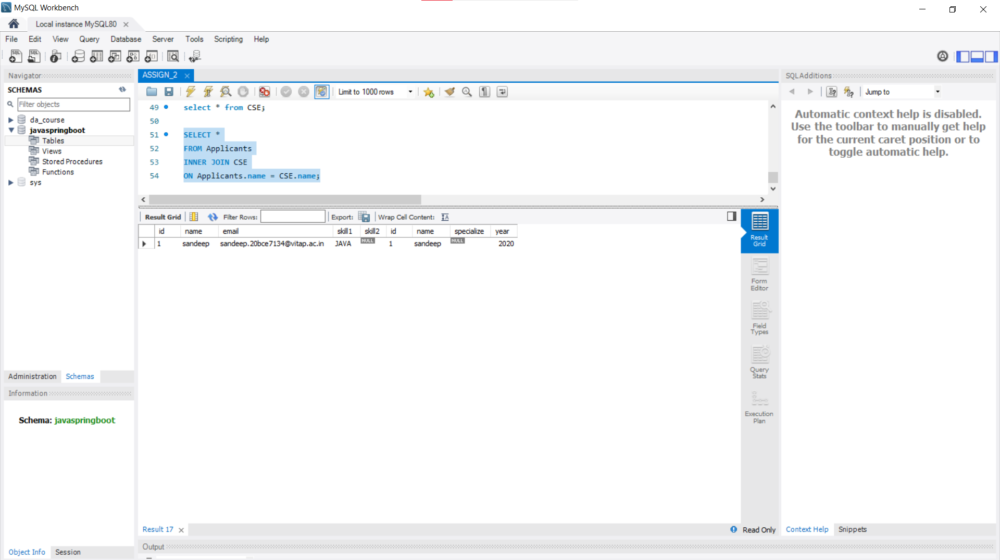 MySQL Workbench
Local instance MySQL80
File Edit View Query Database Server Tools Scripting Help
Navigator
SCHEMAS
Filter objects
da_course
javaspringboot
Tables
Views
Stored Procedures
Functions
sys
Administration Schemas
Information
Schema: javaspringboot
Object Info Session
ASSIGN_2
Limit to 1000 rows
49 select * from CSE;
50
51 SELECT *
52 FROM Applicants
53 INNER JOIN CSE
54 ON Applicants.name = CSE.name;
Result Grid Filter Rows: Export: Wrap Cell Content:
id name email skill1 skill2 id name specialize year
1 sandeep sandeep.20bce7134@vitap.ac.in JAVA NULL 1 sandeep NULL 2020
Result
Grid
Form
Editor
Field
Types
Query
Stats
Execution
Plan
Result 17
Read Only
Output
SQLAdditions
Jump to
Automatic context help is disabled.
Use the toolbar to manually get help
for the current caret position or to
toggle automatic help.
Context Help Snippets